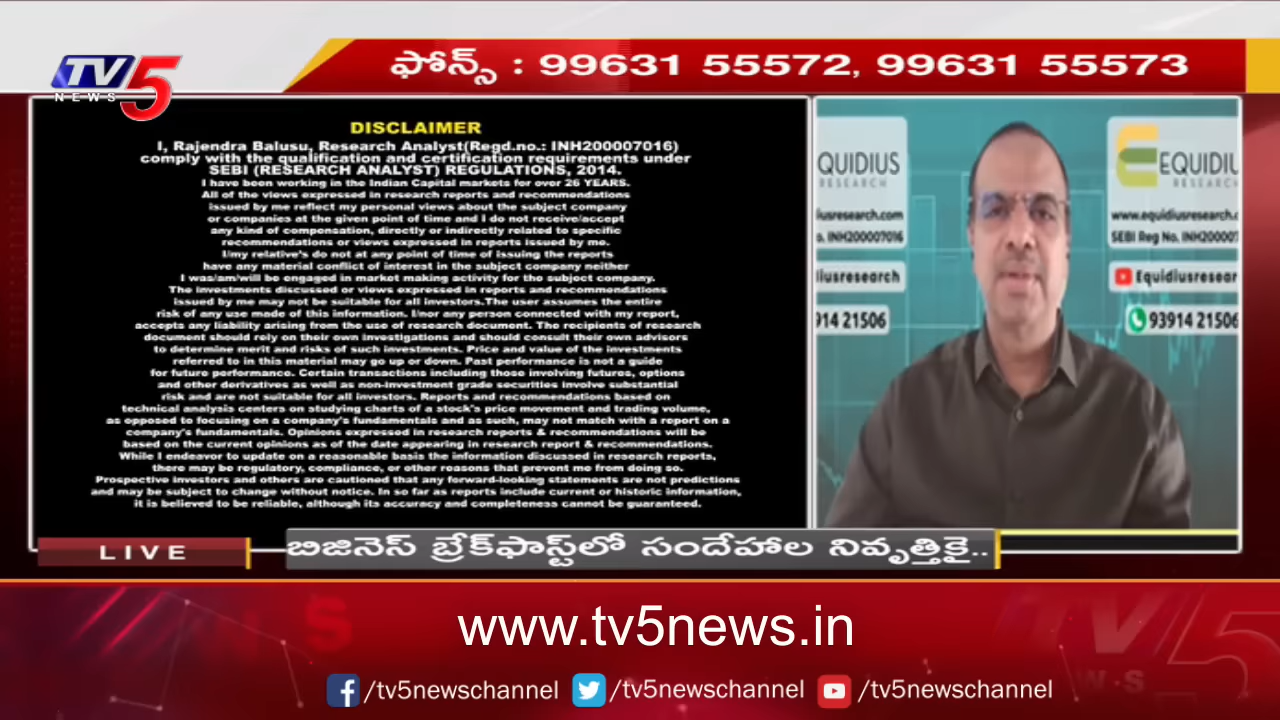 TV5
NEWS
ఫోన్స్ : 99631 55572, 99631 55573
DISCLAIMER
I, Rajendra Balusu, Research Analyst(Regd.no.: INH200007016)
comply with the qualification and certification requirements under
SEBI (RESEARCH ANALYST) REGULATIONS, 2014.
I have been working in the Indian Capital markets for over 26 YEARS.
All of the views expressed in research reports and recommendations
issued by me reflect my personal views about the subject company
or companies at the given point of time and I do not receive/accept
any kind of compensation, directly or indirectly related to specific
recommendations or views expressed in reports issued by me.
I/my relative's do not at any point of time of issuing the reports
have any material conflict of interest in the subject company neither
I was/am/will be engaged in market making activity for the subject company.
The investments discussed or views expressed in reports and recommendations
issued by me may not be suitable for all investors.The user assumes the entire
risk of any use made of this information. I/nor any person connected with my report,
accepts any liability arising from the use of research document. The recipients of research
document should rely on their own investigations and should consult their own advisors
to determine merit and risks of such investments. Price and value of the investments
referred to in this material may go up or down. Past performance is not a guide
for future performance. Certain transactions including those involving futures, options
and other derivatives as well as non-investment grade securities involve substantial
risk and are not suitable for all investors. Reports and recommendations based on
technical analysis centers on studying charts of a stock's price movement and trading volume,
as opposed to focusing on a company's fundamentals and as such, may not match with a report on a
company's fundamentals. Opinions expressed in research reports & recommendations will be
based on the current opinions as of the date appearing in research report & recommendations.
While I endeavor to update on a reasonable basis the information discussed in research reports,
there may be regulatory, compliance, or other reasons that prevent me from doing so.
Prospective investors and others are cautioned that any forward-looking statements are not predictions
and may be subject to change without notice. In so far as reports include current or historic information,
it is believed to be reliable, although its accuracy and completeness cannot be guaranteed.
QUIDIUS
RESEARCH
diusresearch.com
o. INH200007016
diusresearch
914 21506
EQUIDIU
RESEARCH
www.equidiusresearch.c
SEBI Reg No. INH20007
Equidiusresear
93914 21506
LIVE
బిజినెస్ బ్రేక్‌ఫాస్ట్‌లో సందేహాల నివృత్తికై..
www.tv5news.in
/tv5newschannel /tv5newschannel /tv5newschannel